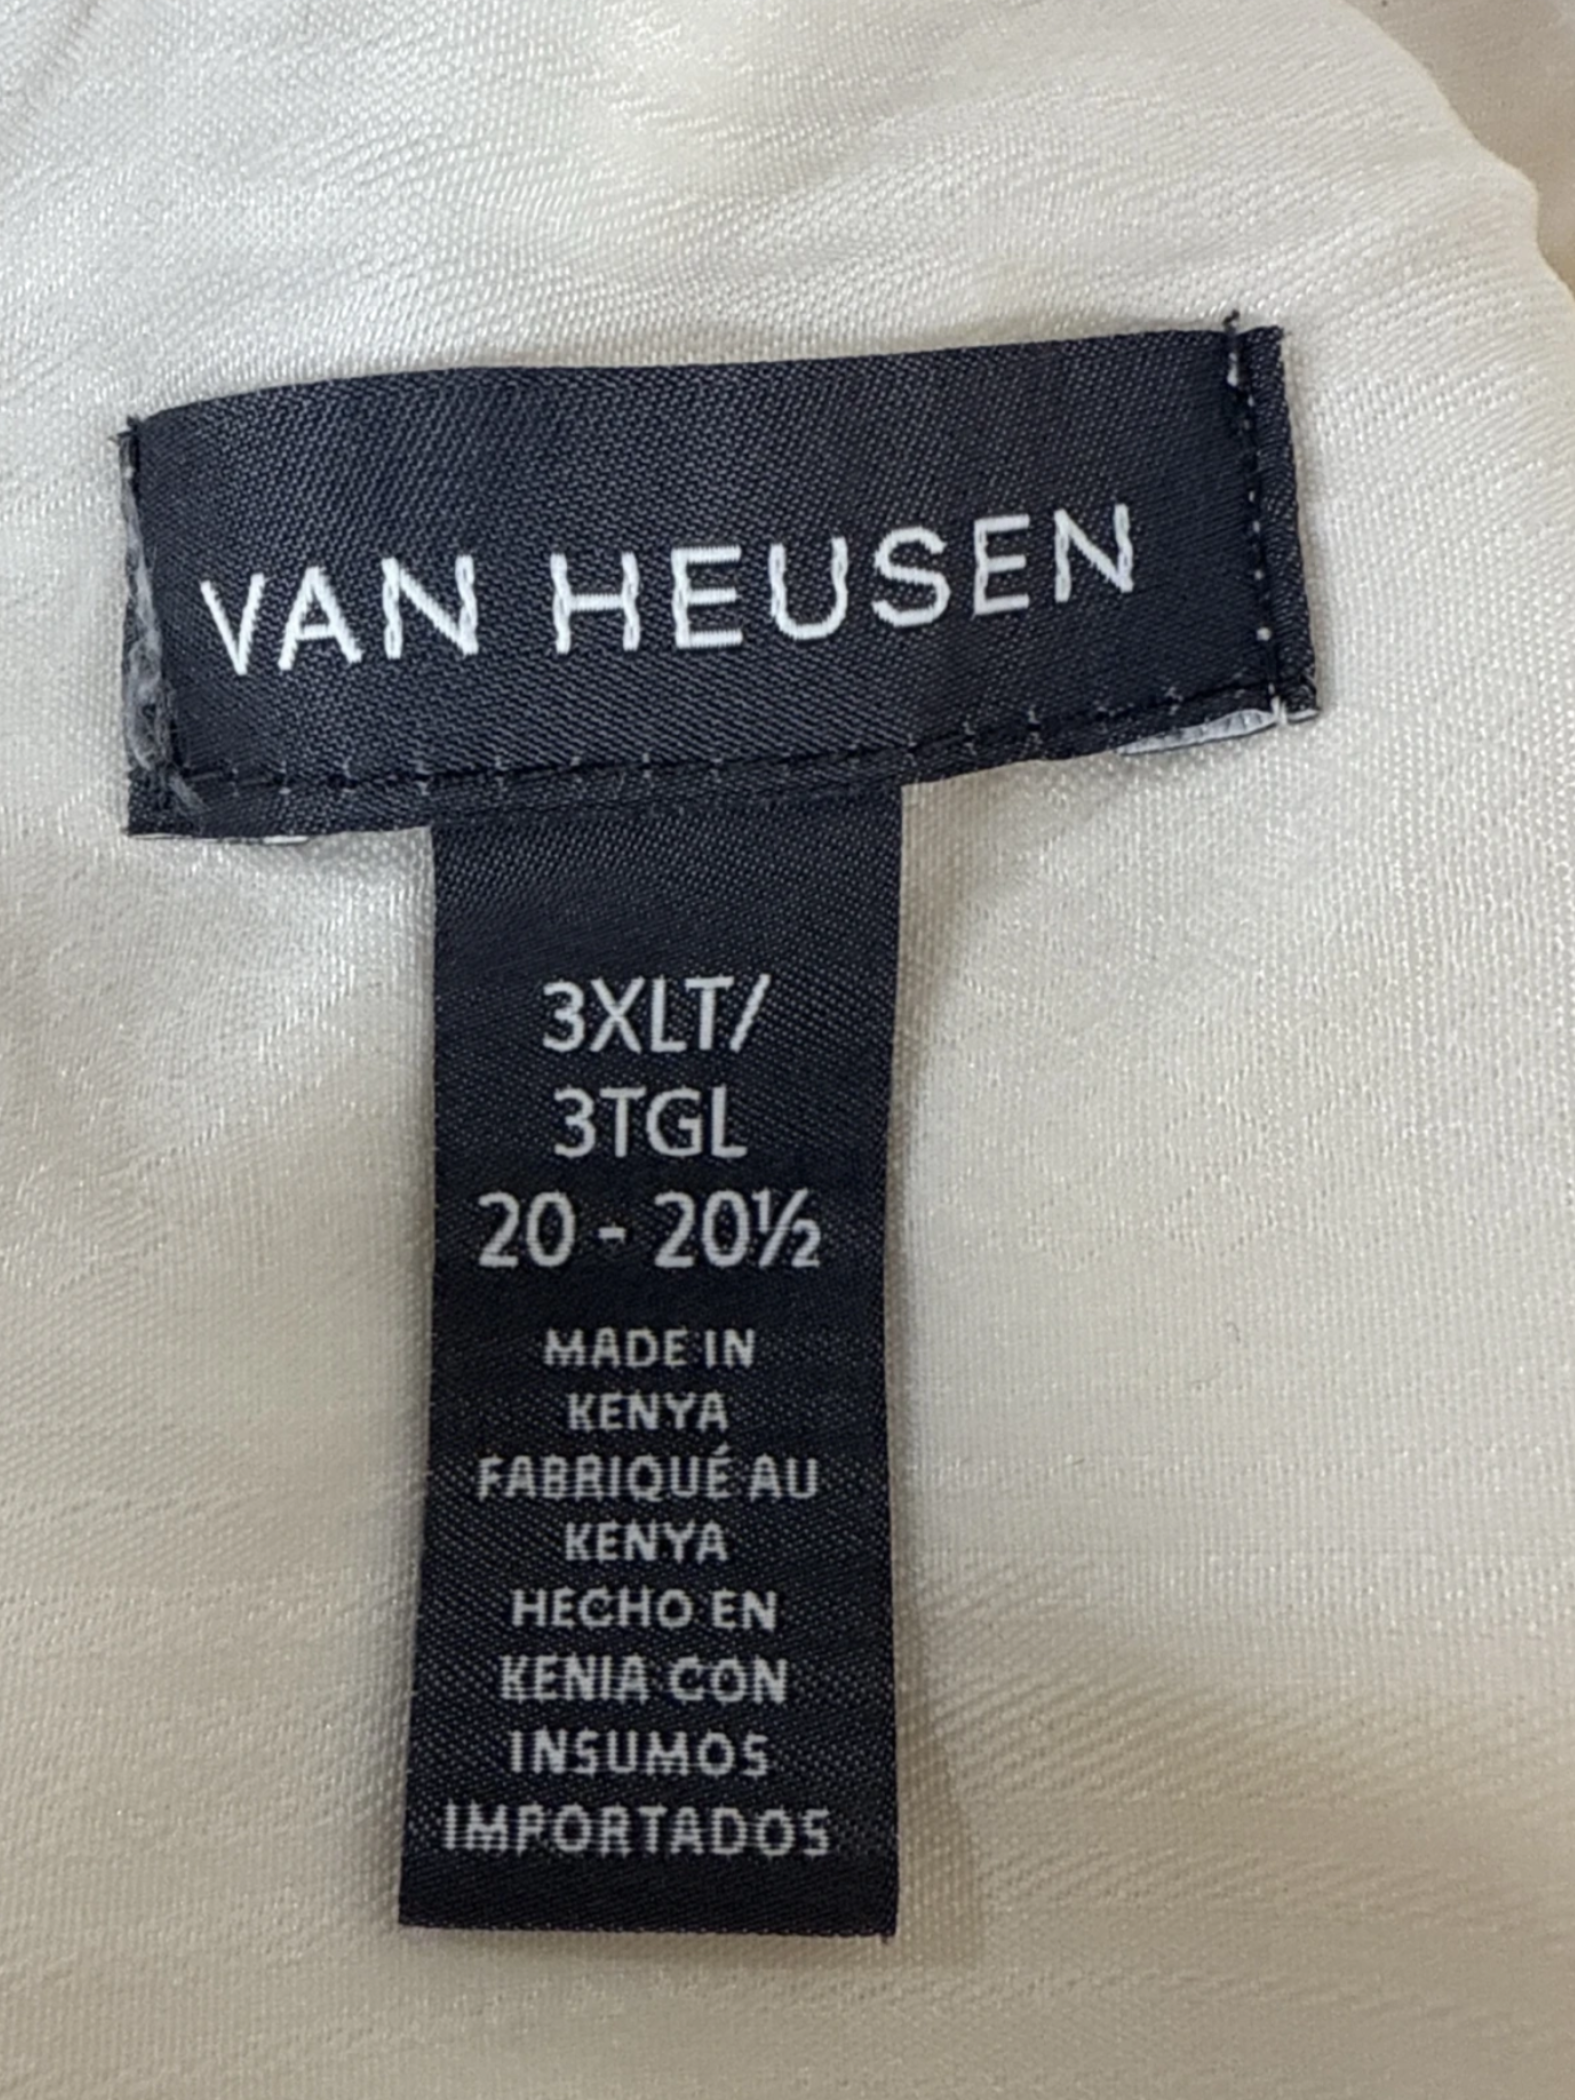 VAN HEUSEN
3XLT/
3TGL
20 - 20½
MADE IN
KENYA
FABRIQUÉ AU
KENYA
HECHO EN
KENIA CON
INSUMOS
IMPORTADOS